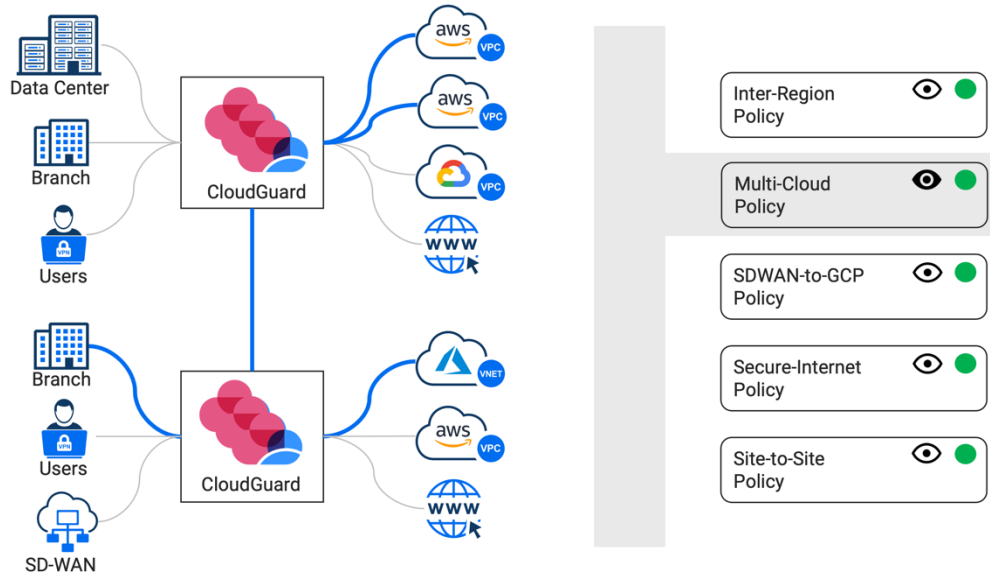 Data Center
Branch
VPN
Users
CloudGuard
aws
VPC
aws
VPC
VPC
www
Branch
VPN
Users
SD-WAN
CloudGuard
VNET
aws
VPC
www
Inter-Region
Policy
Multi-Cloud
Policy
SDWAN-to-GCP
Policy
Secure-Internet
Policy
Site-to-Site
Policy